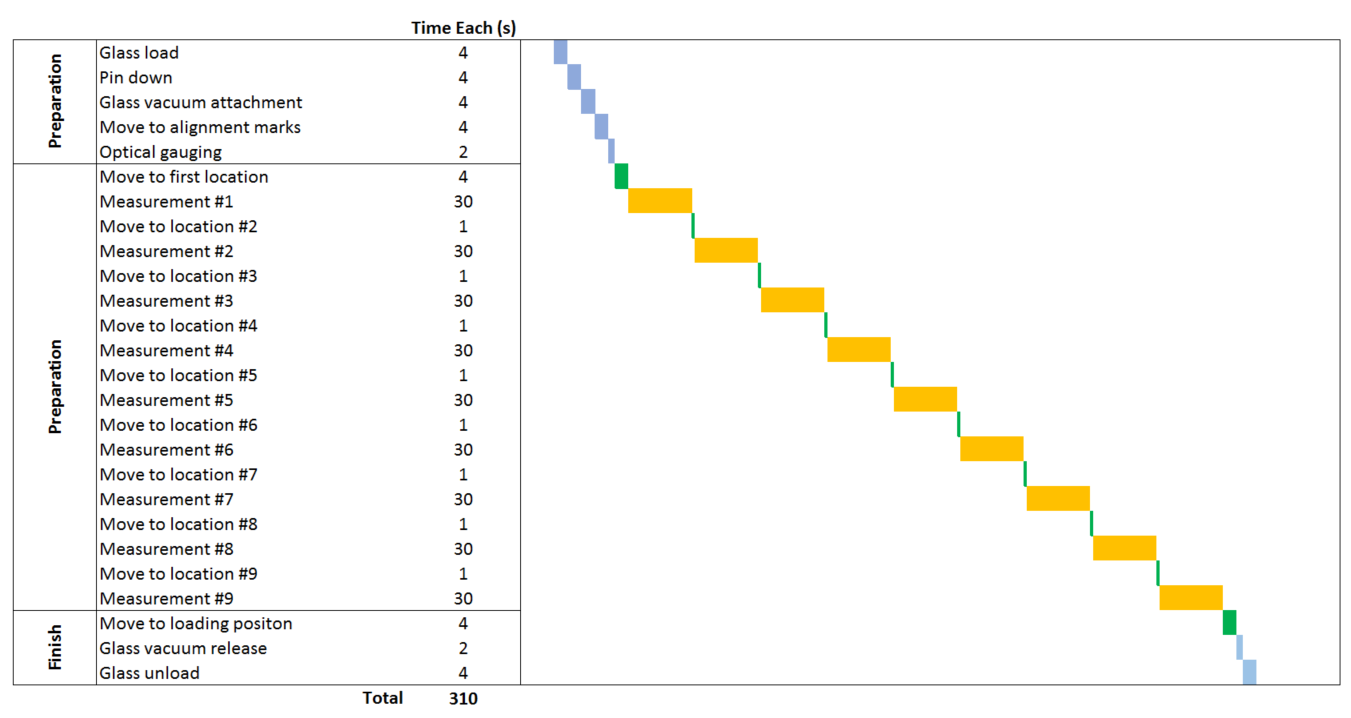 Time Each (s)
Preparation
Glass load 4
Pin down 4
Glass vacuum attachment 4
Move to alignment marks 4
Optical gauging 2
Preparation
Move to first location 4
Measurement #1 30
Move to location #2 1
Measurement #2 30
Move to location #3 1
Measurement #3 30
Move to location #4 1
Measurement #4 30
Move to location #5 1
Measurement #5 30
Move to location #6 1
Measurement #6 30
Move to location #7 1
Measurement #7 30
Move to location #8 1
Measurement #8 30
Move to location #9 1
Measurement #9 30
Finish
Move to loading positon 4
Glass vacuum release 2
Glass unload 4
Total 310